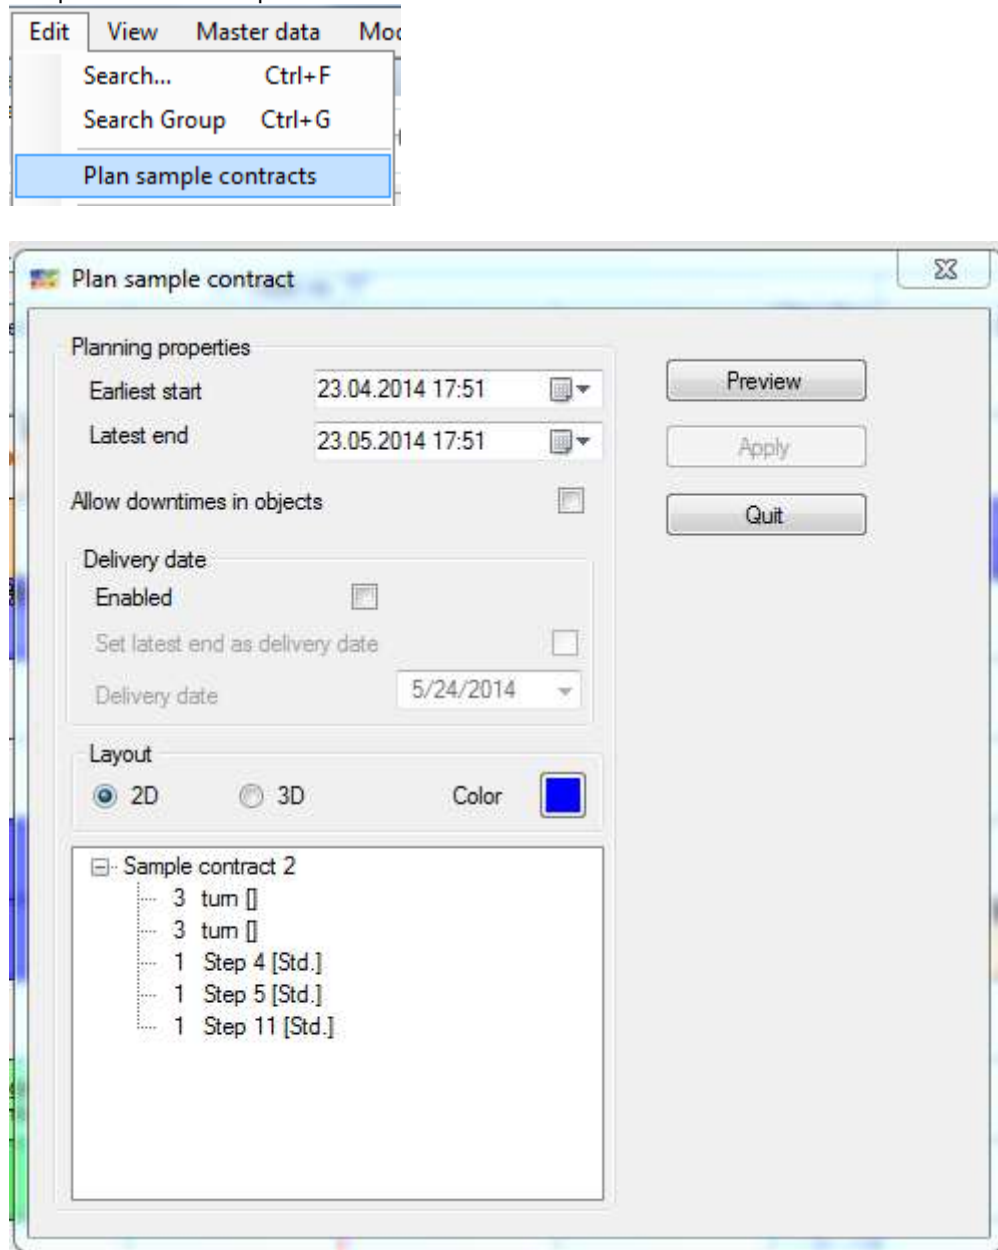 Edit View Master data
Search... Ctrl+F
Search Group Ctrl+G
Plan sample contracts
Plan sample contract
Planning properties
Earliest start 23.04.2014 17:51
Preview
Latest end 23.05.2014 17:51
Apply
Allow downtimes in objects
Quit
Delivery date
Enabled
Set latest end as delivery date
Delivery date 5/24/2014
Layout
2D 3D Color
Sample contract 2
3 turn []
3 turn []
1 Step 4 [Std.]
1 Step 5 [Std.]
1 Step 11 [Std.]